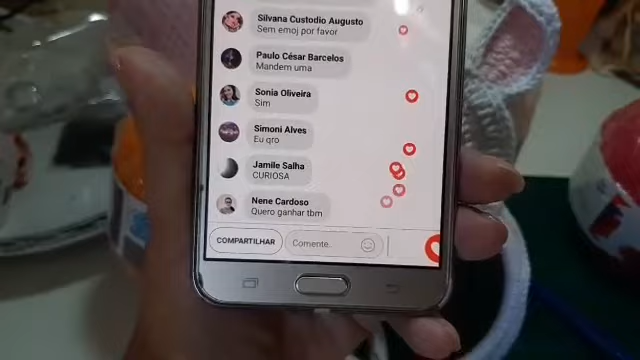 Silvana Custodio Augusto
Sem emoj por favor
Paulo César Barcelos
Mandem uma
Sonia Oliveira
Sim
Simoni Alves
Eu qro
Jamile Salha
CURIOSA
Nene Cardoso
Quero ganhar tbm
COMPARTILHAR
Comente..